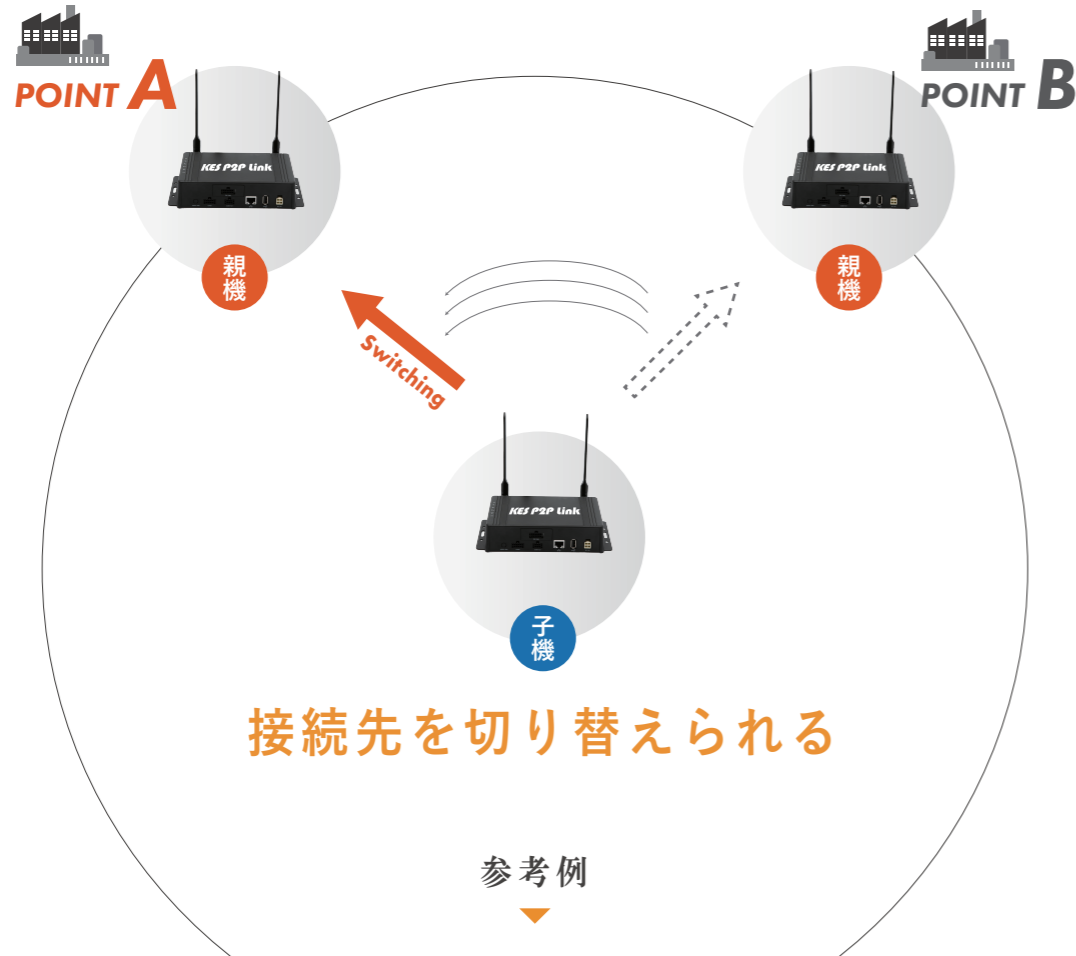 POINT A
POINT B
KES P2P Link
KES P2P Link
親機
親機
Switching
KES P2P Link
子機
接続先を切り替えられる
参考例